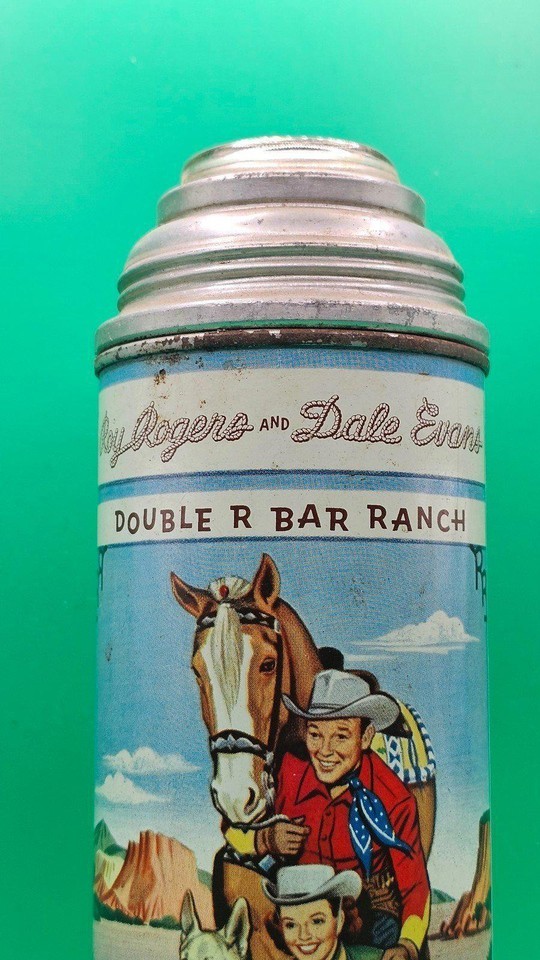 Roy Rogers AND Dale Evans
DOUBLE R BAR RANCH